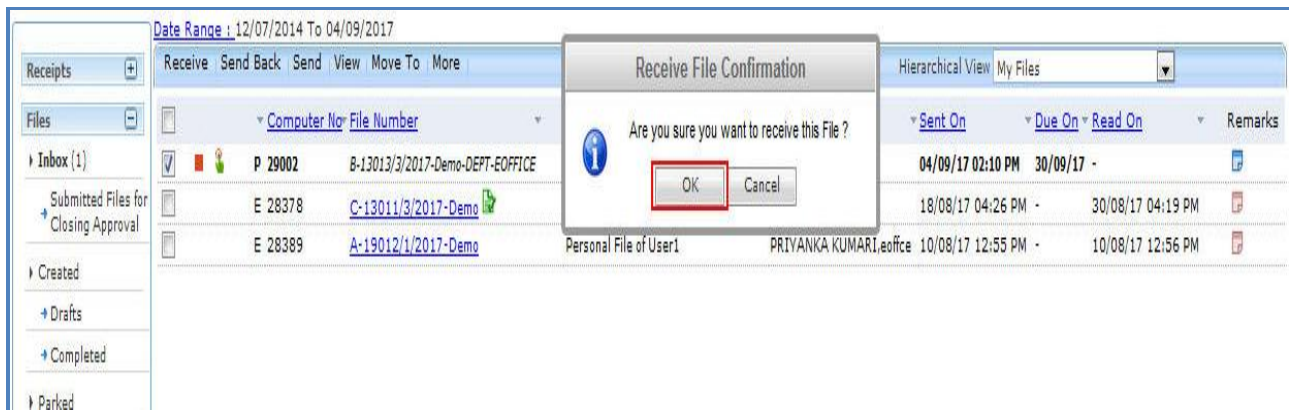 Date Range : 12/07/2014 To 04/09/2017
Receipts
Receive Send Back Send View Move To More
Receive File Confirmation
Hierarchical View My Files
Files
Computer No File Number
Are you sure you want to receive this File ?
Sent On Due On Read On Remarks
Inbox (1)
P 29002 B-13013/3/2017-Demo-DEPT-EOFFICE
OK Cancel
04/09/17 02:10 PM 30/09/17 -
Submitted Files for
Closing Approval
E 28378 C-13011/3/2017-Demo 18/08/17 04:26 PM - 30/08/17 04:19 PM
E 28389 A-19012/1/2017-Demo Personal File of User1 PRIYANKA KUMARI,eoffce 10/08/17 12:55 PM - 10/08/17 12:56 PM
Created
Drafts
Completed
Parked